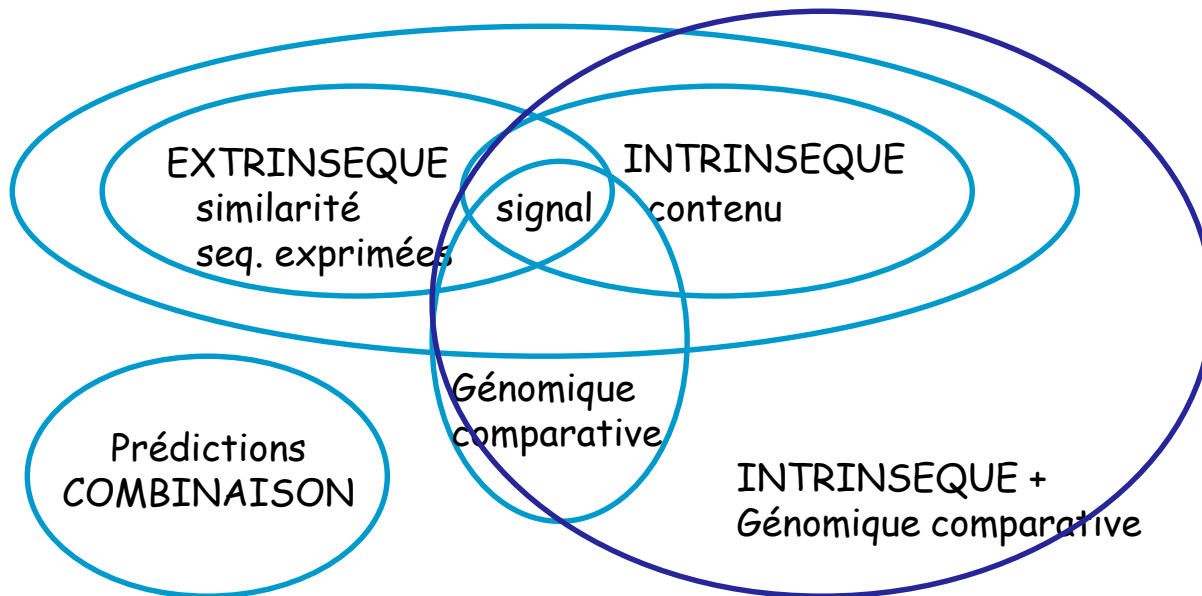 EXTRINSEQUE
similarité
seq. exprimées
signal
INTRINSEQUE
contenu
Génomique
comparative
Prédictions
COMBINAISON
INTRINSEQUE +
Génomique comparative